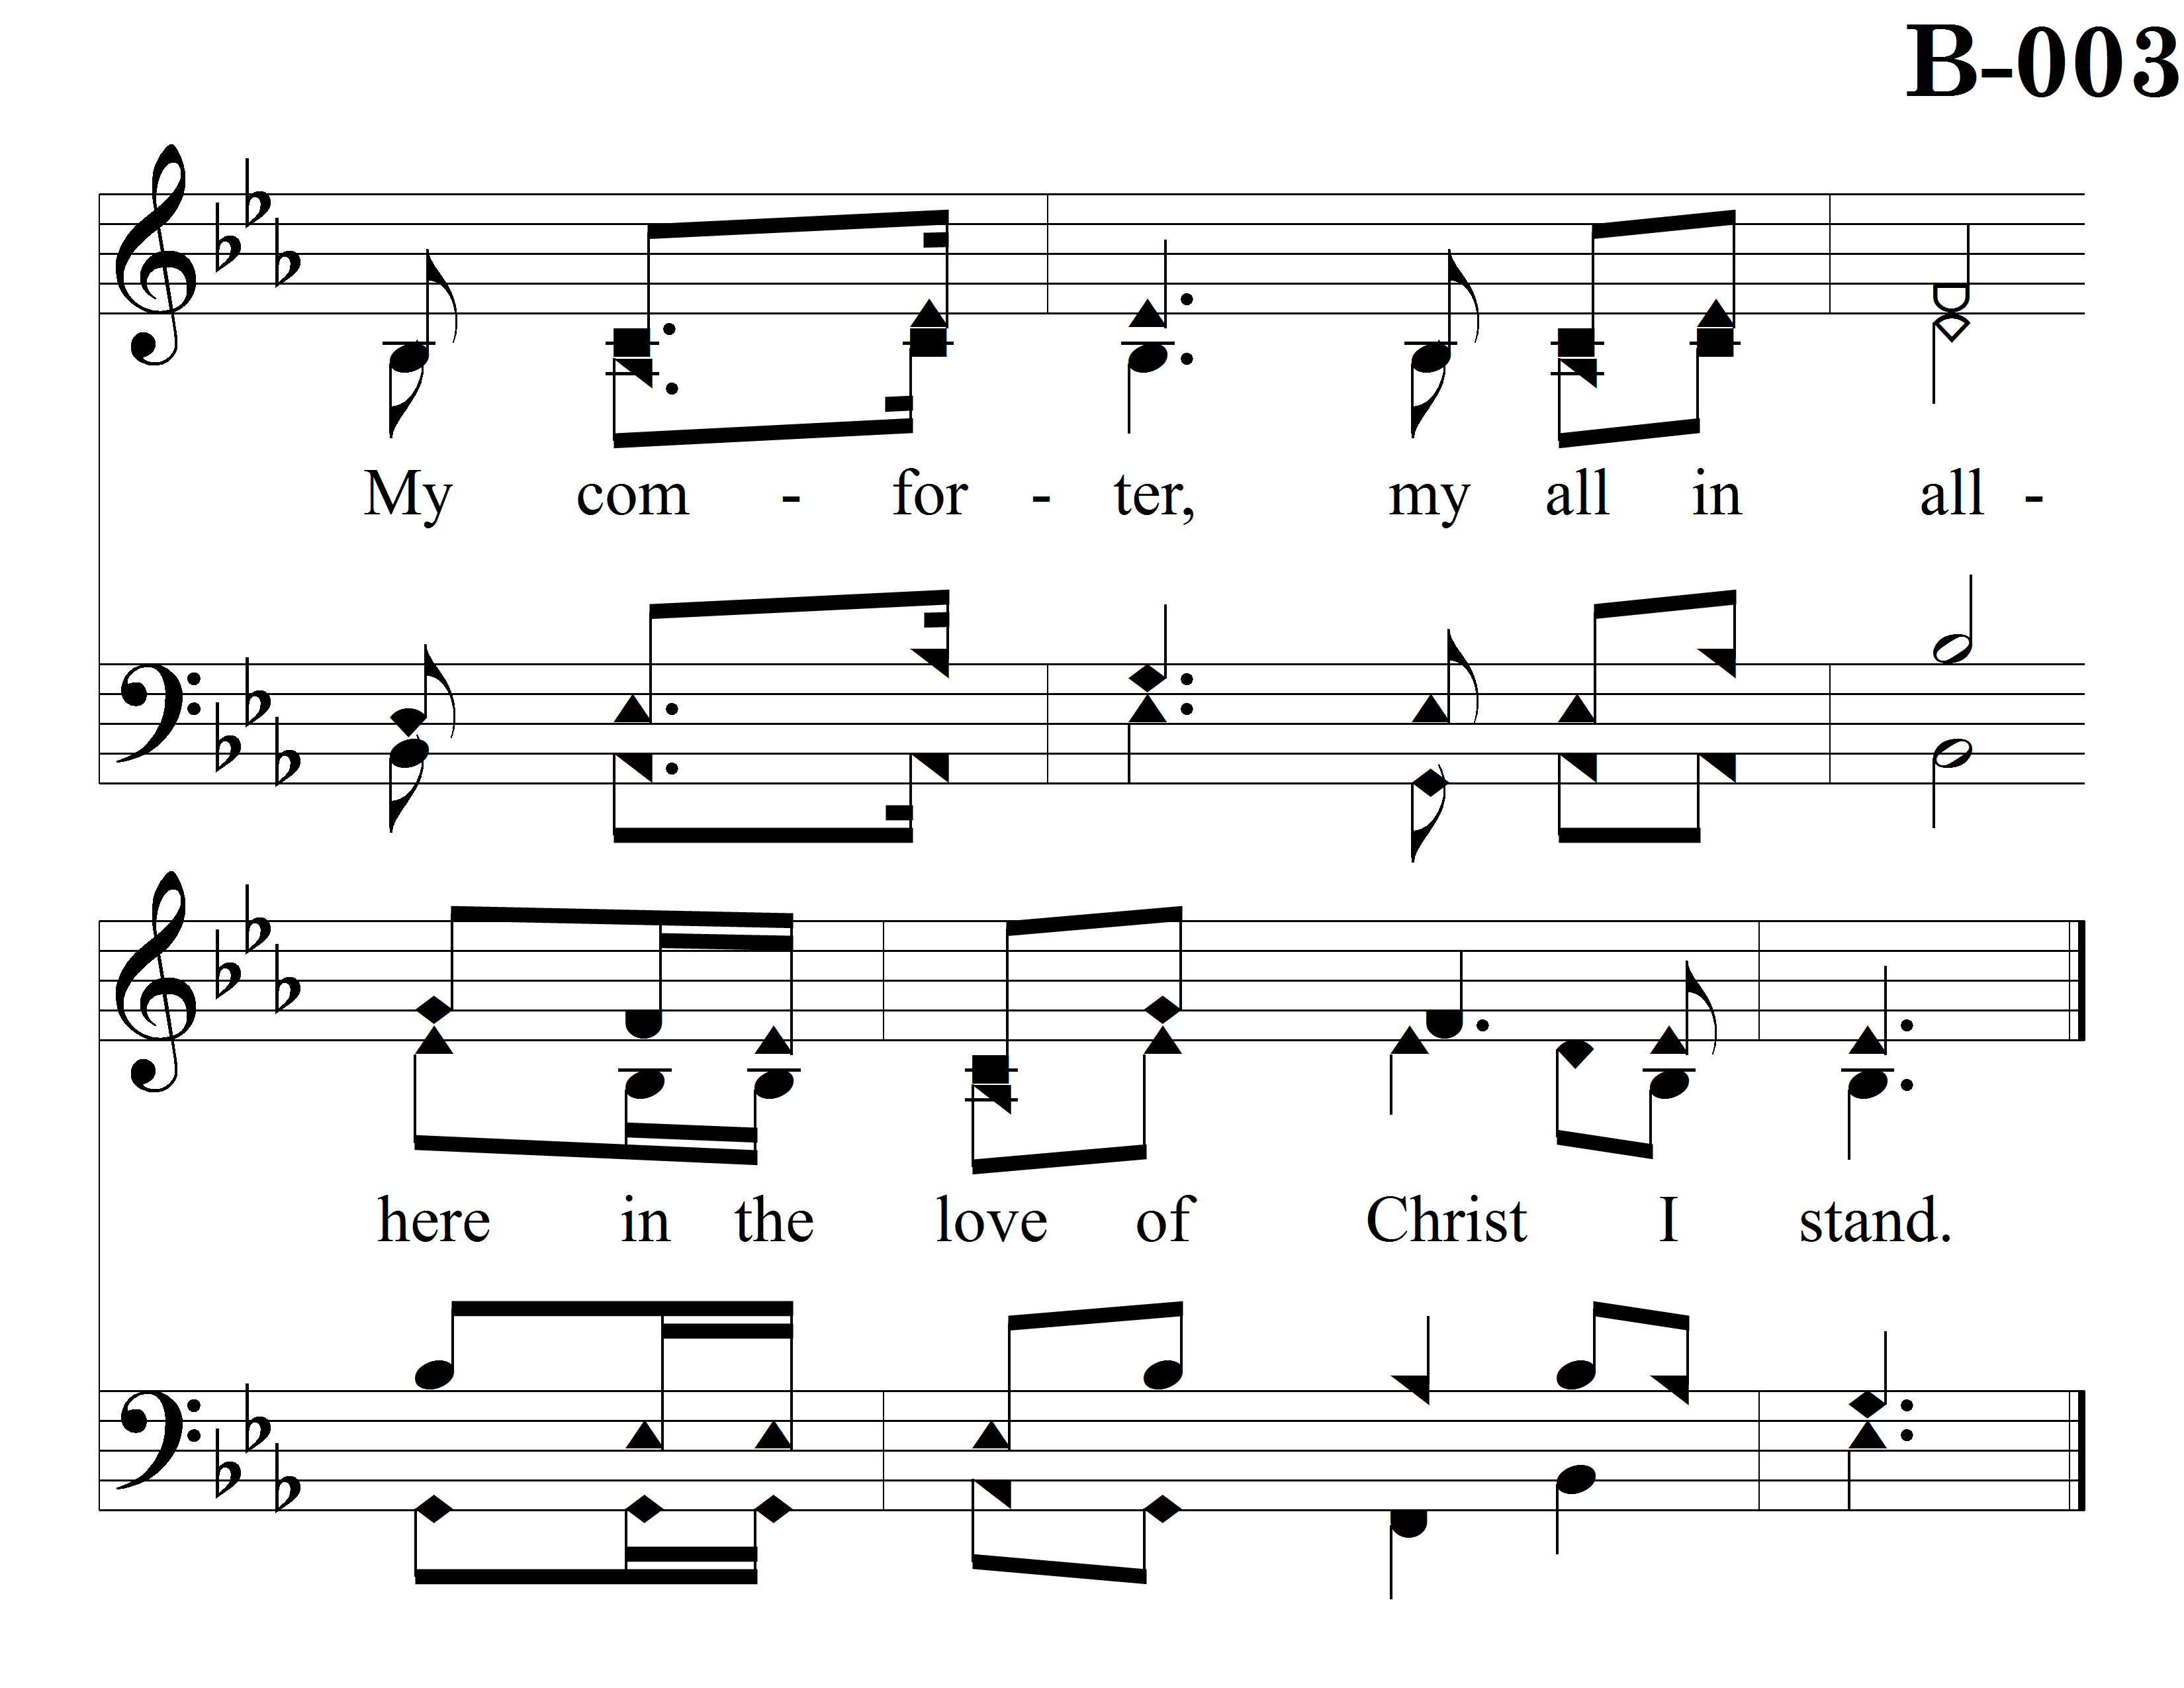 B-003
My com - for - ter, my all in all -
here in the love of Christ I stand.